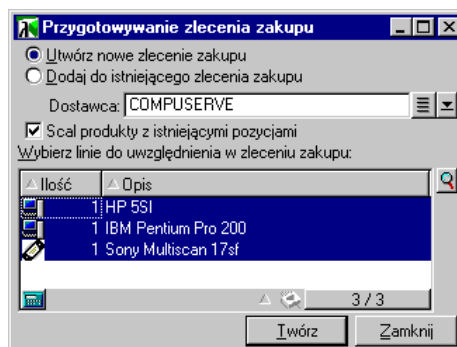 Przygotowywanie zlecenia zakupu
Utwórz nowe zlecenie zakupu
Dodaj do istniejącego zlecenia zakupu
Dostawca: COMPUSERVE
Scal produkty z istniejącymi pozycjami
Wybierz linie do uwzględnienia w zleceniu zakupu:
Ilość Opis
1 HP 5SI
1 IBM Pentium Pro 200
1 Sony Multiscan 17sf
3 / 3
Twórz Zamknij